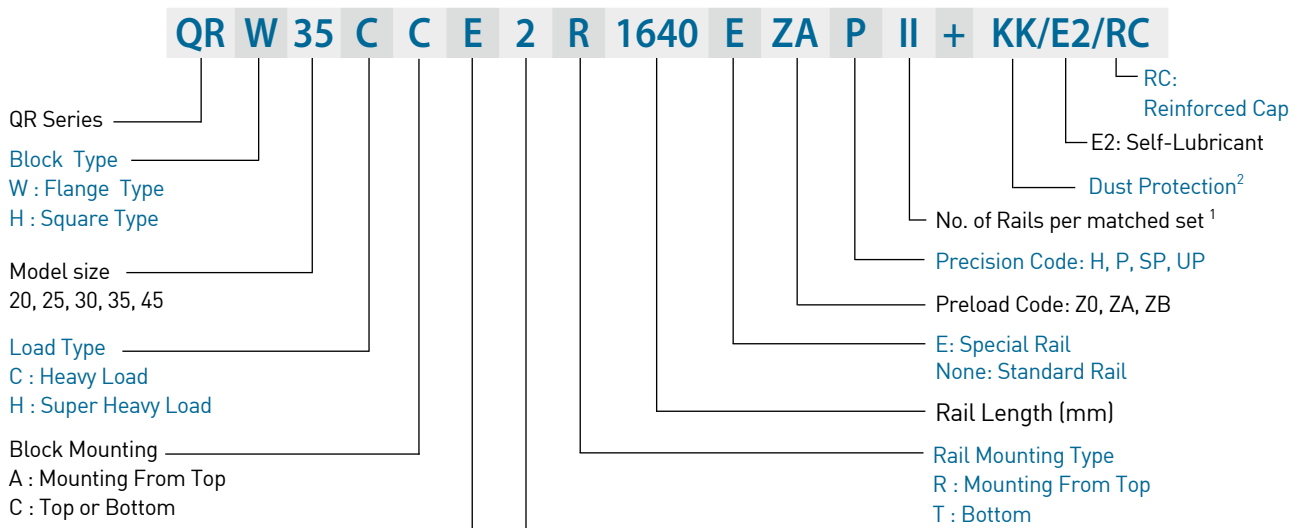 QR W 35 C C E 2 R 1640 E ZA P II + KK/E2/RC
QR Series
Block Type
W : Flange Type
H : Square Type
Model size
20, 25, 30, 35, 45
Load Type
C : Heavy Load
H : Super Heavy Load
Block Mounting
A : Mounting From Top
C : Top or Bottom
RC:
Reinforced Cap
E2: Self-Lubricant
Dust Protection2
No. of Rails per matched set 1
Precision Code: H, P, SP, UP
Preload Code: Z0, ZA, ZB
E: Special Rail
None: Standard Rail
Rail Length (mm)
Rail Mounting Type
R : Mounting From Top
T : Bottom